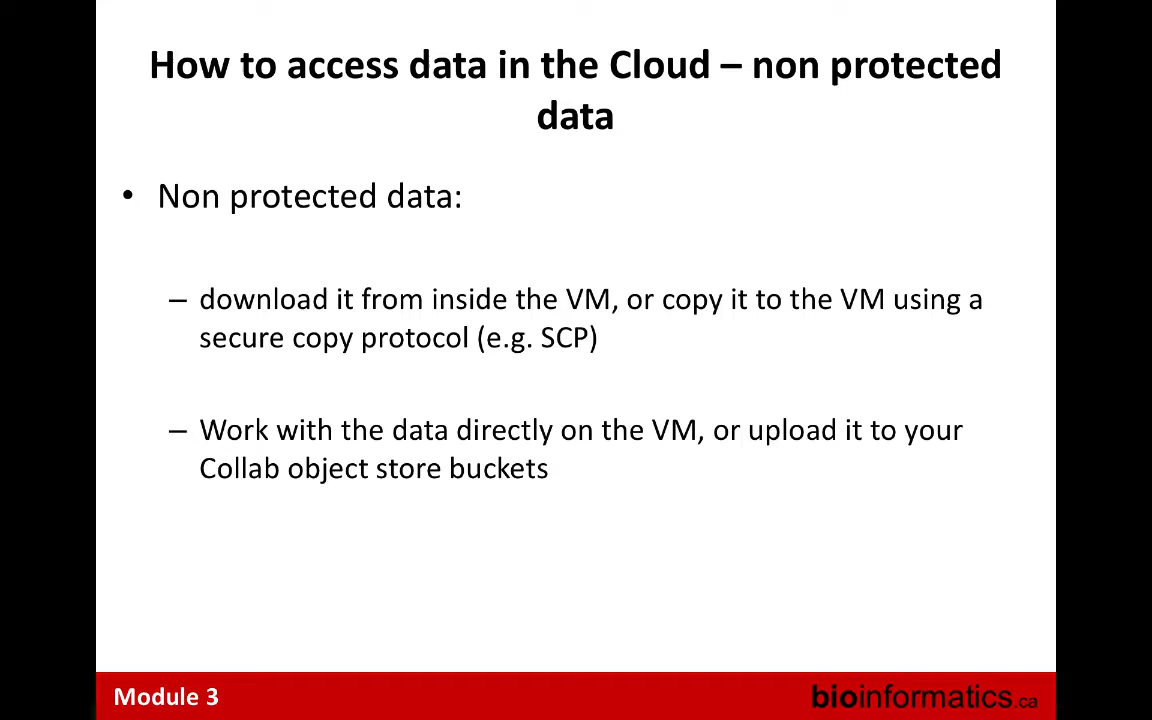 How to access data in the Cloud – non protected
data
• Non protected data:
– download it from inside the VM, or copy it to the VM using a
secure copy protocol (e.g. SCP)
– Work with the data directly on the VM, or upload it to your
Collab object store buckets
Module 3
bioinformatics.ca